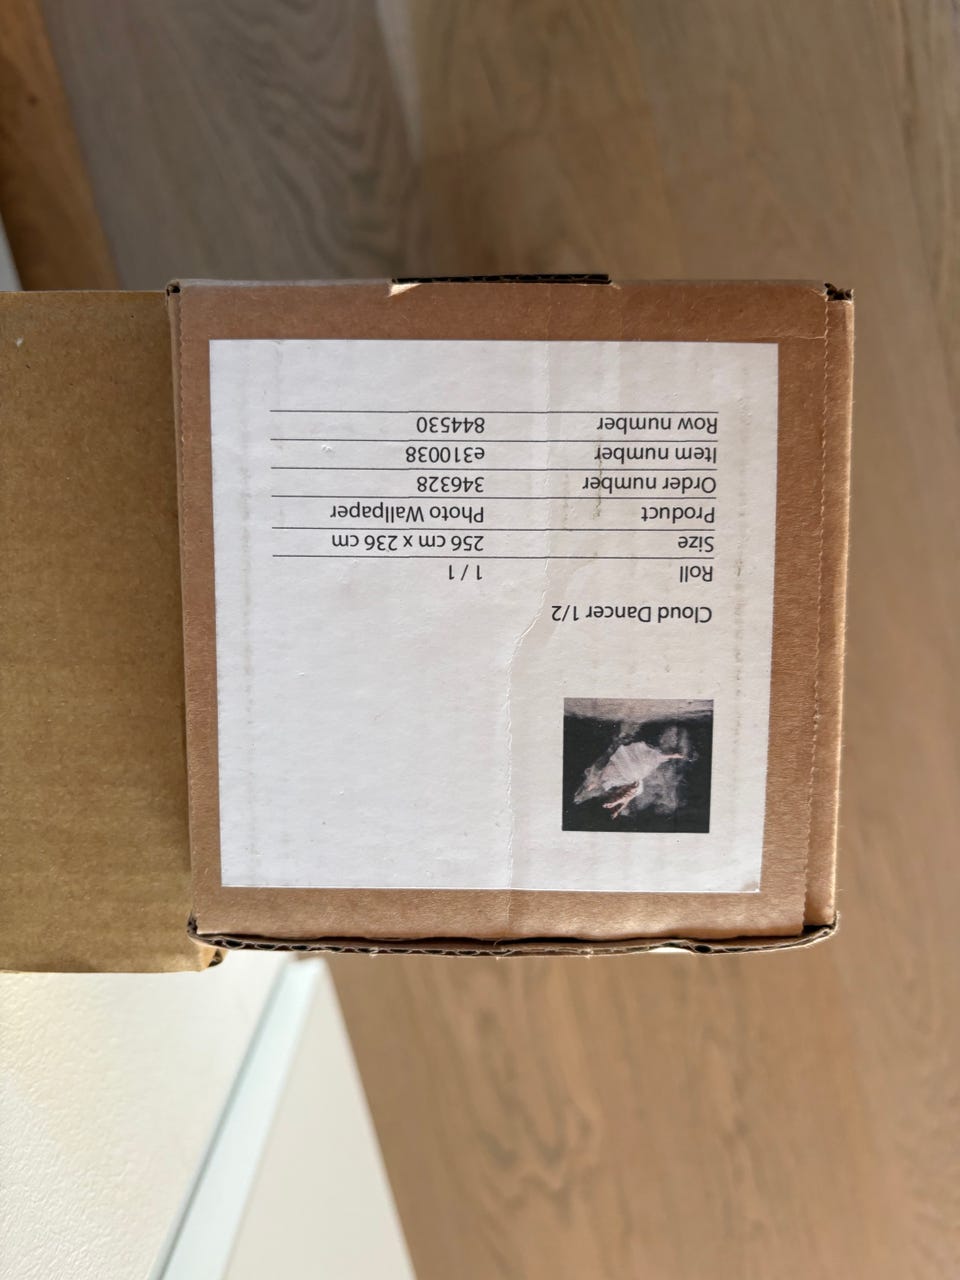 Cloud Dancer 1/2
Roll 1 / 1
Size 256 cm x 236 cm
Product Photo Wallpaper
Order number 346328
Item number e310038
Row number 844530